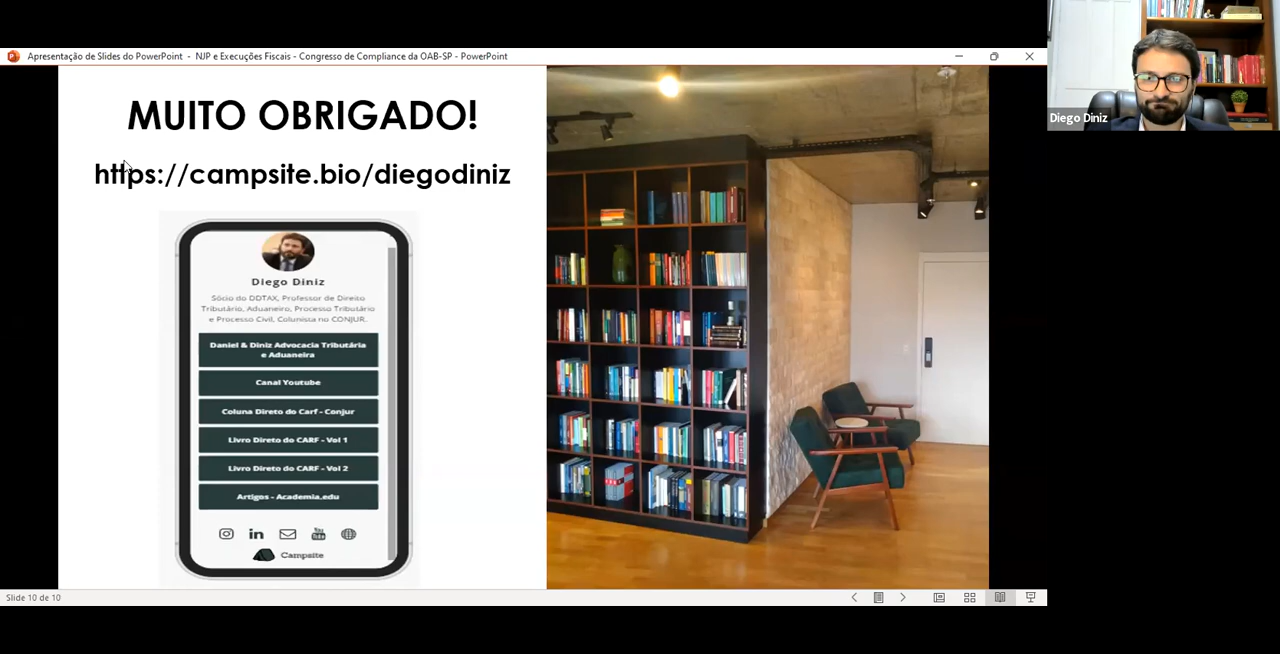 Apresentação de Slides do PowerPoint - NJP e Execuções Fiscais - Congresso de Compliance da OAB-SP - PowerPoint
MUITO OBRIGADO!
https://campsite.bio/diegodiniz
Diego Diniz
Sócio do DDTAX, Professor de Direito
Tributário, Aduaneiro, Processo Tributário
e Processo Civil, Colunista no CONJUR.
Daniel & Diniz Advocacia Tributária
e Aduaneira
Canal Youtube
Coluna Direto do Carf - Conjur
Livro Direto do CARF - Vol 1
Livro Direto do CARF - Vol 2
Artigos - Academia.edu
You
Tube
Campsite
Slide 10 de 10
Diego Diniz